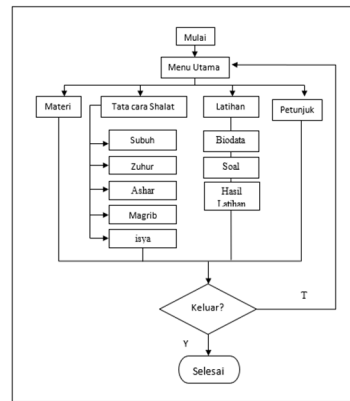 Mulai
Menu Utama
Materi
Tata cara Shalat
Latihan
Petunjuk
Subuh
Zuhur
Ashar
Magrib
isya
Biodata
Soal
Hasil
Latihan
Keluar?
T
Y
Selesai